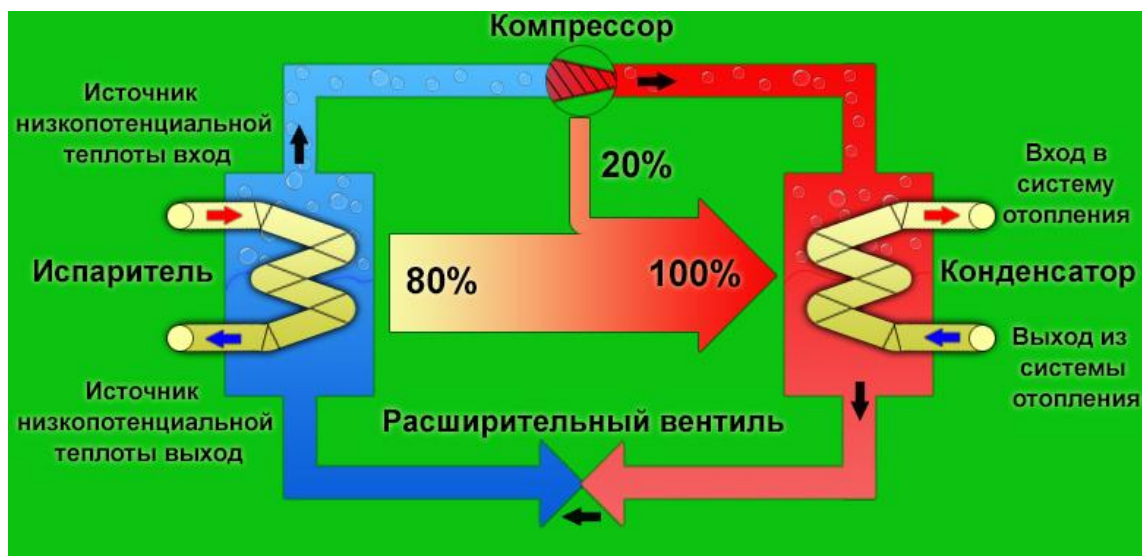 Компрессор
Источник
низкопотенциальной
теплоты вход
20%
Вход в
систему
отопления
Испаритель
80%
100%
Конденсатор
Источник
низкопотенциальной
теплоты выход
Выход из
системы
отопления
Расширительный вентиль